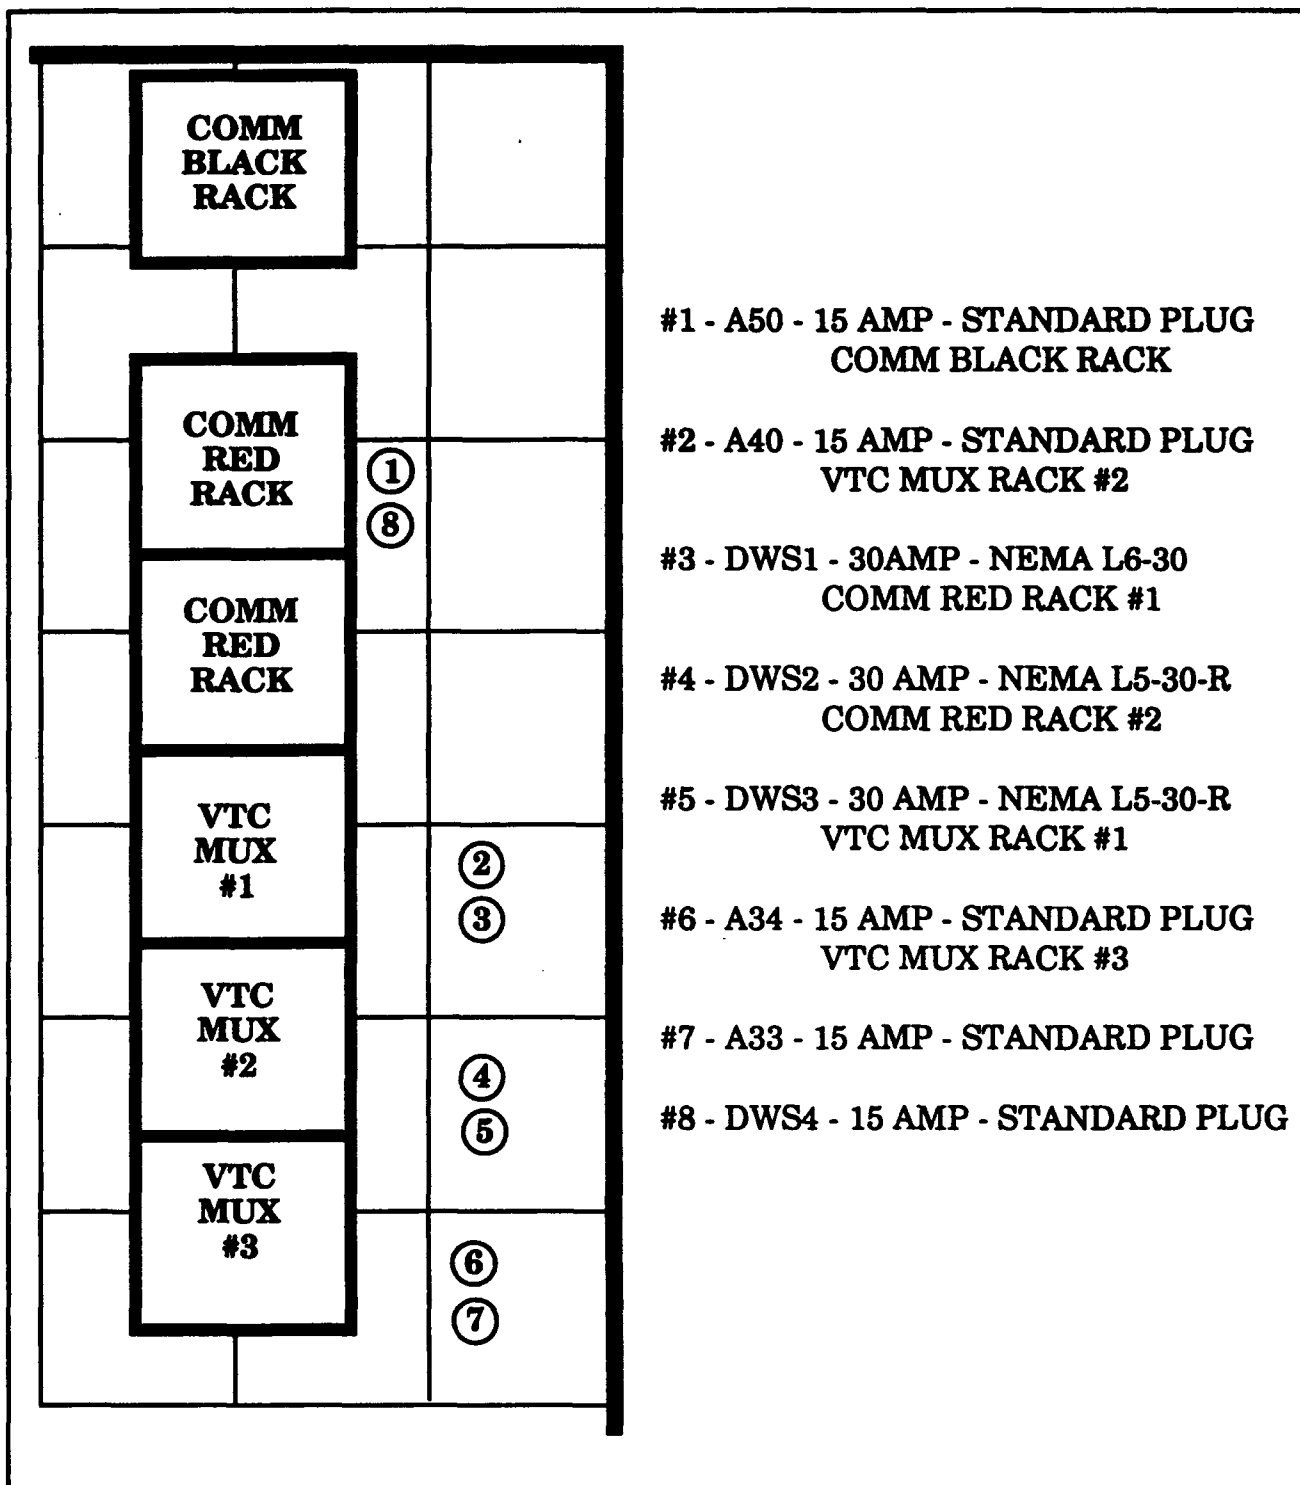 COMM
BLACK
RACK
COMM
RED
RACK
COMM
RED
RACK
VTC
MUX
#1
VTC
MUX
#2
VTC
MUX
#3
1
8
2
3
4
5
6
7
#1 - A50 - 15 AMP - STANDARD PLUG
COMM BLACK RACK
#2 - A40 - 15 AMP - STANDARD PLUG
VTC MUX RACK #2
#3 - DWS1 - 30AMP - NEMA L6-30
COMM RED RACK #1
#4 - DWS2 - 30 AMP - NEMA L5-30-R
COMM RED RACK #2
#5 - DWS3 - 30 AMP - NEMA L5-30-R
VTC MUX RACK #1
#6 - A34 - 15 AMP - STANDARD PLUG
VTC MUX RACK #3
#7 - A33 - 15 AMP - STANDARD PLUG
#8 - DWS4 - 15 AMP - STANDARD PLUG